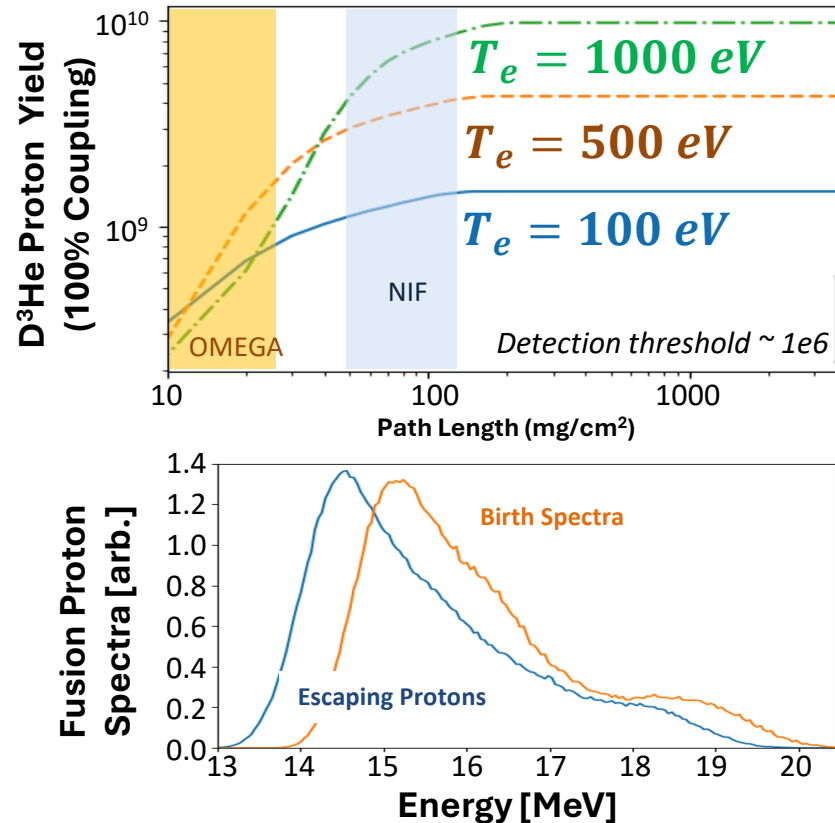 D³He Proton Yield
(100% Coupling)
10¹⁰
10⁹
T_e = 1000 eV
T_e = 500 eV
T_e = 100 eV
NIF
OMEGA
Detection threshold ~ 1e6
10
100
1000
Path Length (mg/cm²)
Fusion Proton
Spectra [arb.]
1.4
1.2
1.0
0.8
0.6
0.4
0.2
0.0
Birth Spectra
Escaping Protons
13
14
15
16
17
18
19
20
Energy [MeV]